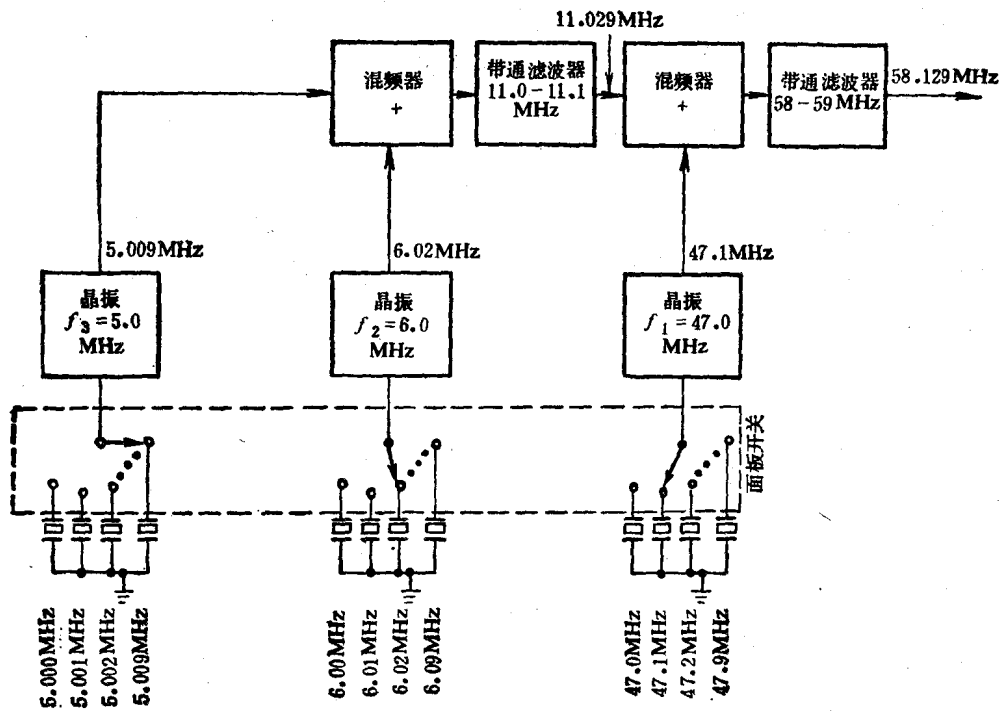 11.029MHz
混频器
+
带通滤波器
11.0-11.1
MHz
混频器
+
带通滤波器
58-59MHz
58.129MHz
5.009MHz
6.02MHz
47.1MHz
晶振
f3=5.0
MHz
晶振
f2=6.0
MHz
晶振
f1=47.0
MHz
面板开关
5.000MHz
5.001MHz
5.002MHz
5.009MHz
6.00MHz
6.01MHz
6.02MHz
6.09MHz
47.0MHz
47.1MHz
47.2MHz
47.9MHz